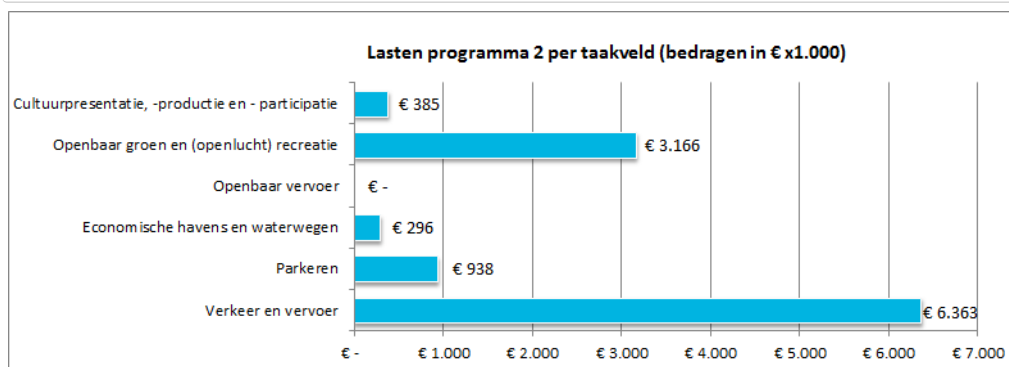 Lasten programma 2 per taakveld (bedragen in € x1.000)
Cultuurpresentatie, -productie en - participatie € 385
Openbaar groen en (openlucht) recreatie € 3.166
Openbaar vervoer € -
Economische havens en waterwegen € 296
Parkeren € 938
Verkeer en vervoer € 6.363
€ - € 1.000 € 2.000 € 3.000 € 4.000 € 5.000 € 6.000 € 7.000